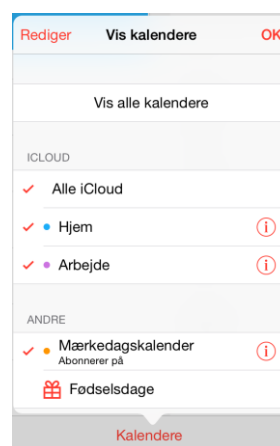 Rediger Vis kalendere OK
Vis alle kalendere
ICLOUD
Alle iCloud
Hjem
Arbejde
ANDRE
Mærkedagskalender
Abonnerer på
Fødselsdage
Kalendere